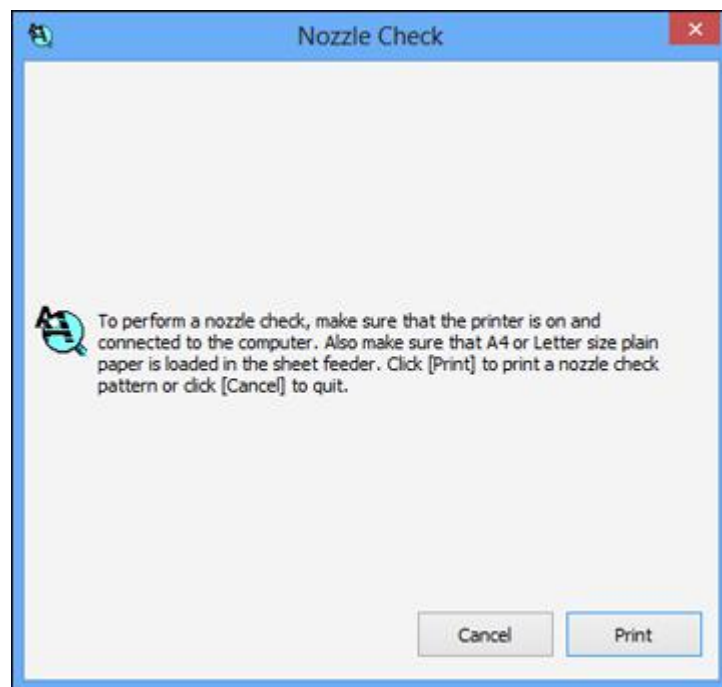 Nozzle Check
To perform a nozzle check, make sure that the printer is on and
connected to the computer. Also make sure that A4 or Letter size plain
paper is loaded in the sheet feeder. Click [Print] to print a nozzle check
pattern or click [Cancel] to quit.
Cancel Print